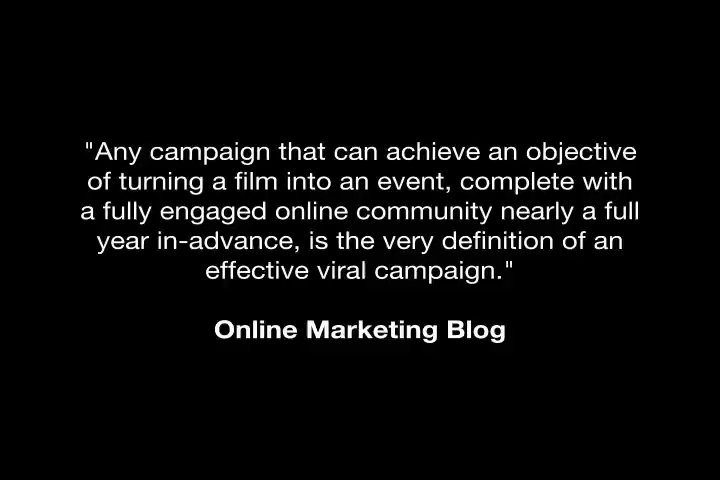 "Any campaign that can achieve an objective
of turning a film into an event, complete with
a fully engaged online community nearly a full
year in-advance, is the very definition of an
effective viral campaign."
Online Marketing Blog